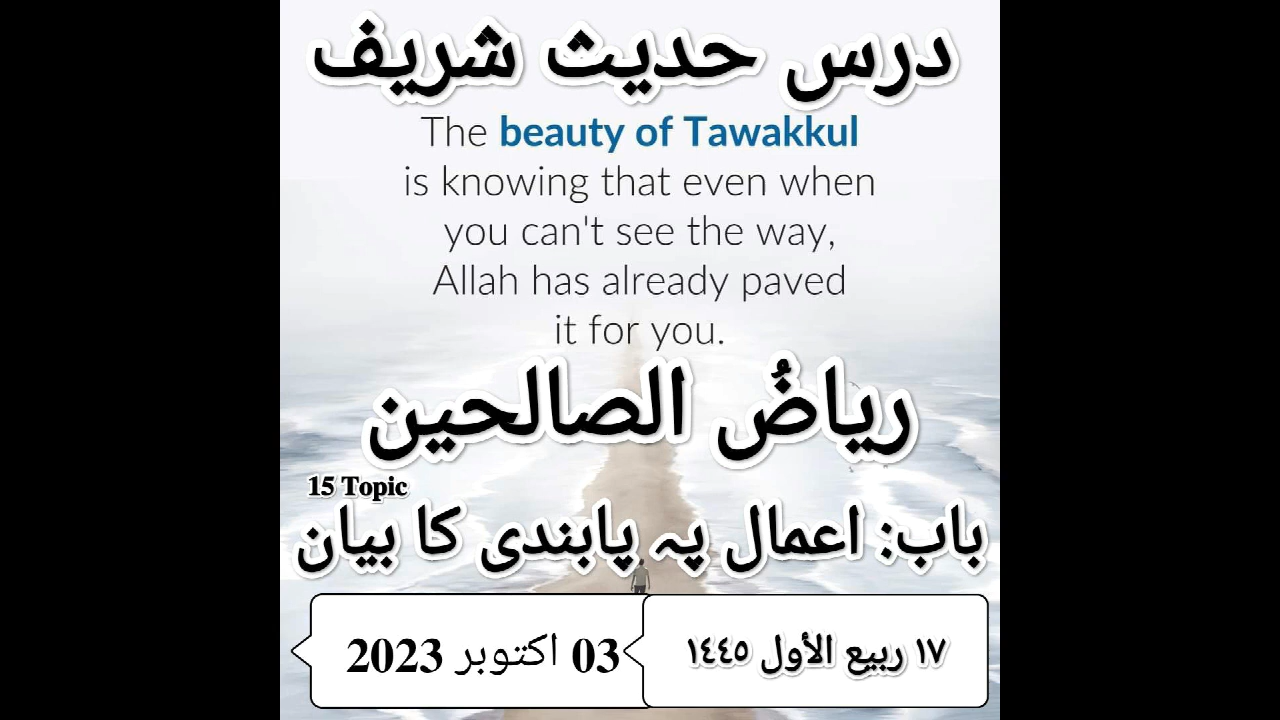 درس حدیث شریف
The beauty of Tawakkul
is knowing that even when
you can't see the way,
Allah has already paved
it for you.
ریاضُ الصالحین
15 Topic
باب: اعمال پہ پابندی کا بیان
١٧ ربيع الأول ١٤٤٥
03 اکتوبر 2023